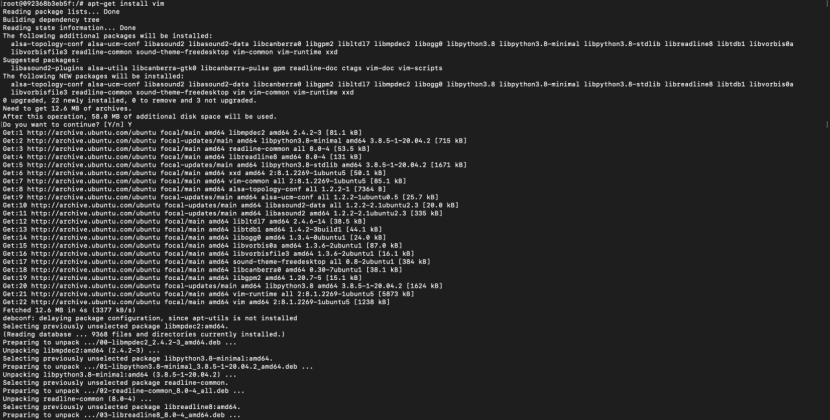 root@092368b3eb5f:/# apt-get install vim
Reading package lists... Done
Building dependency tree
Reading state information... Done
The following additional packages will be installed:
alsa-topology-conf alsa-ucm-conf libasound2 libasound2-data libcanberra0 libgpm2 libltdl7 libmpdec2 libogg0 libpython3.8 libpython3.8-minimal libpython3.8-stdlib libreadline8 libtdb1 libvorbis0a
libvorbisfile3 readline-common sound-theme-freedesktop vim-common vim-runtime xxd
Suggested packages:
libasound2-plugins alsa-utils libcanberra-gtk0 libcanberra-pulse gpm readline-doc ctags vim-doc vim-scripts
The following NEW packages will be installed:
alsa-topology-conf alsa-ucm-conf libasound2 libasound2-data libcanberra0 libgpm2 libltdl7 libmpdec2 libogg0 libpython3.8 libpython3.8-minimal libpython3.8-stdlib libreadline8 libtdb1 libvorbis0a
libvorbisfile3 readline-common sound-theme-freedesktop vim vim-common vim-runtime xxd
0 upgraded, 22 newly installed, 0 to remove and 3 not upgraded.
Need to get 12.6 MB of archives.
After this operation, 58.0 MB of additional disk space will be used.
Do you want to continue? [Y/n] Y
Get:1 http://archive.ubuntu.com/ubuntu focal/main amd64 libmpdec2 amd64 2.4.2-3 [81.1 kB]
Get:2 http://archive.ubuntu.com/ubuntu focal-updates/main amd64 libpython3.8-minimal amd64 3.8.5-1~20.04.2 [715 kB]
Get:3 http://archive.ubuntu.com/ubuntu focal/main amd64 readline-common all 8.0-4 [53.5 kB]
Get:4 http://archive.ubuntu.com/ubuntu focal/main amd64 libreadline8 amd64 8.0-4 [131 kB]
Get:5 http://archive.ubuntu.com/ubuntu focal-updates/main amd64 libpython3.8-stdlib amd64 3.8.5-1~20.04.2 [1671 kB]
Get:6 http://archive.ubuntu.com/ubuntu focal/main amd64 xxd amd64 2:8.1.2269-1ubuntu5 [50.1 kB]
Get:7 http://archive.ubuntu.com/ubuntu focal/main amd64 vim-common all 2:8.1.2269-1ubuntu5 [85.1 kB]
Get:8 http://archive.ubuntu.com/ubuntu focal/main amd64 alsa-topology-conf all 1.2.2-1 [7364 B]
Get:9 http://archive.ubuntu.com/ubuntu focal-updates/main amd64 alsa-ucm-conf all 1.2.2-1ubuntu0.5 [25.7 kB]
Get:10 http://archive.ubuntu.com/ubuntu focal-updates/main amd64 libasound2-data all 1.2.2-2.1ubuntu2.3 [20.0 kB]
Get:11 http://archive.ubuntu.com/ubuntu focal-updates/main amd64 libasound2 amd64 1.2.2-2.1ubuntu2.3 [335 kB]
Get:12 http://archive.ubuntu.com/ubuntu focal/main amd64 libltdl7 amd64 2.4.6-14 [38.5 kB]
Get:13 http://archive.ubuntu.com/ubuntu focal/main amd64 libtdb1 amd64 1.4.2-3build1 [44.1 kB]
Get:14 http://archive.ubuntu.com/ubuntu focal/main amd64 libogg0 amd64 1.3.4-0ubuntu1 [24.0 kB]
Get:15 http://archive.ubuntu.com/ubuntu focal/main amd64 libvorbis0a amd64 1.3.6-2ubuntu1 [87.0 kB]
Get:16 http://archive.ubuntu.com/ubuntu focal/main amd64 libvorbisfile3 amd64 1.3.6-2ubuntu1 [16.1 kB]
Get:17 http://archive.ubuntu.com/ubuntu focal/main amd64 sound-theme-freedesktop all 0.8-2ubuntu1 [384 kB]
Get:18 http://archive.ubuntu.com/ubuntu focal/main amd64 libcanberra0 amd64 0.30-7ubuntu1 [38.1 kB]
Get:19 http://archive.ubuntu.com/ubuntu focal/main amd64 libgpm2 amd64 1.20.7-5 [15.1 kB]
Get:20 http://archive.ubuntu.com/ubuntu focal-updates/main amd64 libpython3.8 amd64 3.8.5-1~20.04.2 [1624 kB]
Get:21 http://archive.ubuntu.com/ubuntu focal/main amd64 vim-runtime all 2:8.1.2269-1ubuntu5 [5873 kB]
Get:22 http://archive.ubuntu.com/ubuntu focal/main amd64 vim amd64 2:8.1.2269-1ubuntu5 [1238 kB]
Fetched 12.6 MB in 4s (3377 kB/s)
debconf: delaying package configuration, since apt-utils is not installed
Selecting previously unselected package libmpdec2:amd64.
(Reading database ... 9368 files and directories currently installed.)
Preparing to unpack .../00-libmpdec2_2.4.2-3_amd64.deb ...
Unpacking libmpdec2:amd64 (2.4.2-3) ...
Selecting previously unselected package libpython3.8-minimal:amd64.
Preparing to unpack .../01-libpython3.8-minimal_3.8.5-1~20.04.2_amd64.deb ...
Unpacking libpython3.8-minimal:amd64 (3.8.5-1~20.04.2) ...
Selecting previously unselected package readline-common.
Preparing to unpack .../02-readline-common_8.0-4_all.deb ...
Unpacking readline-common (8.0-4) ...
Selecting previously unselected package libreadline8:amd64.
Preparing to unpack .../03-libreadline8_8.0-4_amd64.deb ...